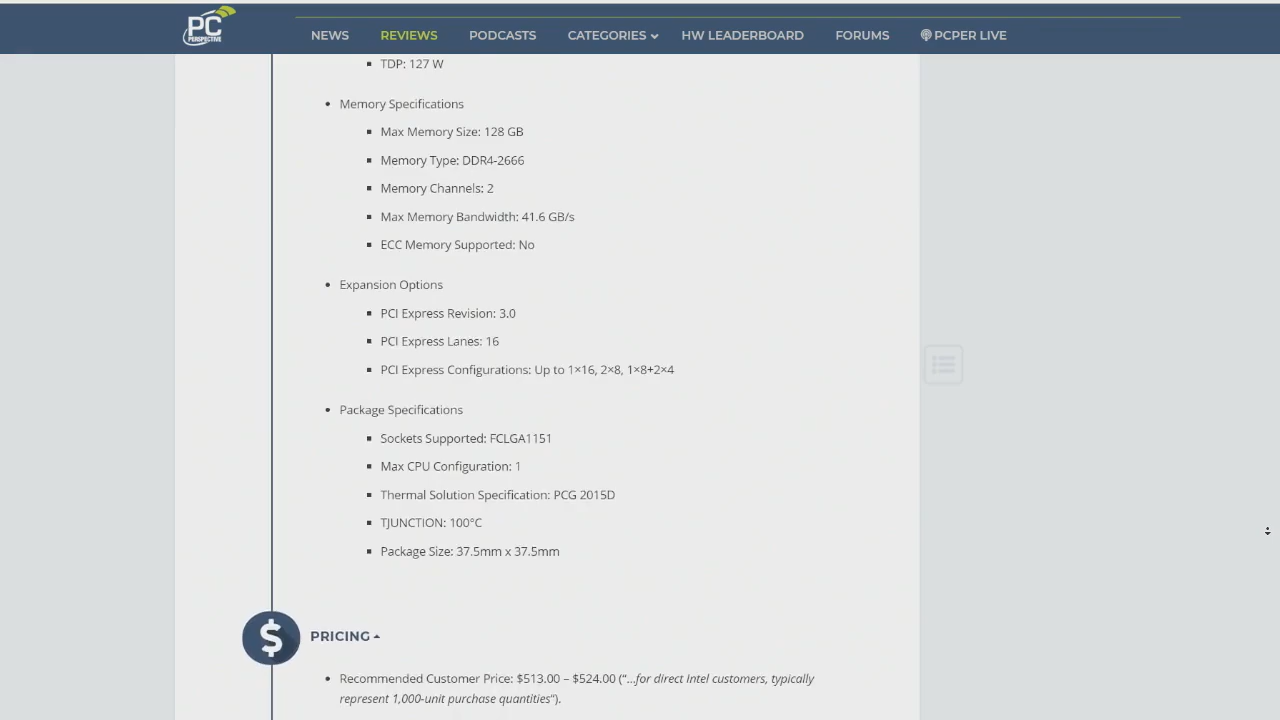 PC
PERSPECTIVE
NEWS REVIEWS PODCASTS CATEGORIES HW LEADERBOARD FORUMS PCPER LIVE
TDP: 127 W
Memory Specifications
Max Memory Size: 128 GB
Memory Type: DDR4-2666
Memory Channels: 2
Max Memory Bandwidth: 41.6 GB/s
ECC Memory Supported: No
Expansion Options
PCI Express Revision: 3.0
PCI Express Lanes: 16
PCI Express Configurations: Up to 1×16, 2×8, 1×8+2×4
Package Specifications
Sockets Supported: FCLGA1151
Max CPU Configuration: 1
Thermal Solution Specification: PCG 2015D
TJUNCTION: 100°C
Package Size: 37.5mm x 37.5mm
$
PRICING
Recommended Customer Price: $513.00 – $524.00 ("…for direct Intel customers, typically
represent 1,000-unit purchase quantities").